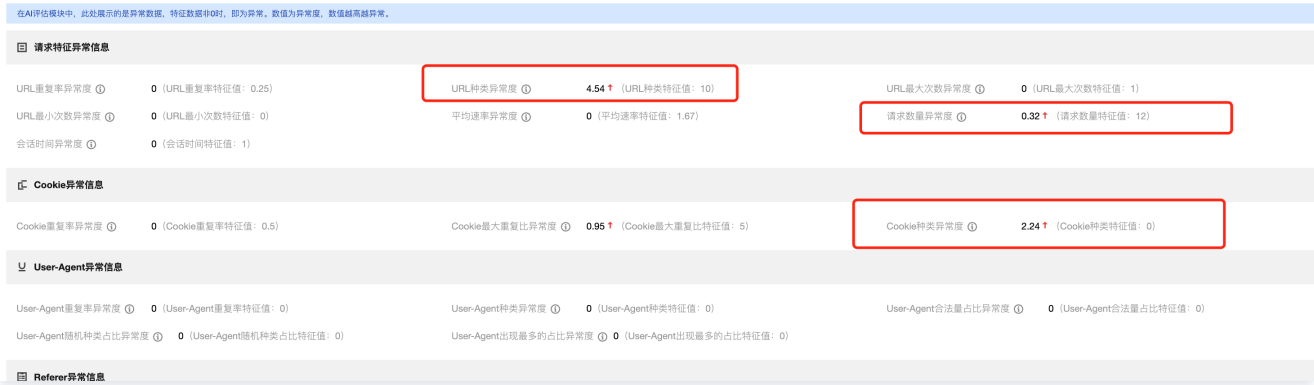 在AI评估模块中，此处展示的是异常数据，特征数据非0时，即为异常。数值为异常度，数值越高越异常。
请求特征异常信息
URL重复率异常度 0（URL重复率特征值：0.25） URL种类异常度 4.54↑（URL种类特征值：10） URL最大次数异常度 0（URL最大次数特征值：1）
URL最小次数异常度 0（URL最小次数特征值：0） 平均速率异常度 0（平均速率特征值：1.67） 请求数量异常度 0.32↑（请求数量特征值：12）
会话时间异常度 0（会话时间特征值：1）
Cookie异常信息
Cookie重复率异常度 0（Cookie重复率特征值：0.5） Cookie最大重复比异常度 0.95↑（Cookie最大重复比特征值：5） Cookie种类异常度 2.24↑（Cookie种类特征值：0）
User-Agent异常信息
User-Agent重复率异常度 0（User-Agent重复率特征值：0） User-Agent种类异常度 0（User-Agent种类特征值：0） User-Agent合法量占比异常度 0（User-Agent合法量占比特征值：0）
User-Agent随机种类占比异常度 0（User-Agent随机种类占比特征值：0） User-Agent出现最多的占比异常度 0（User-Agent出现最多的占比特征值：0）
Referer异常信息